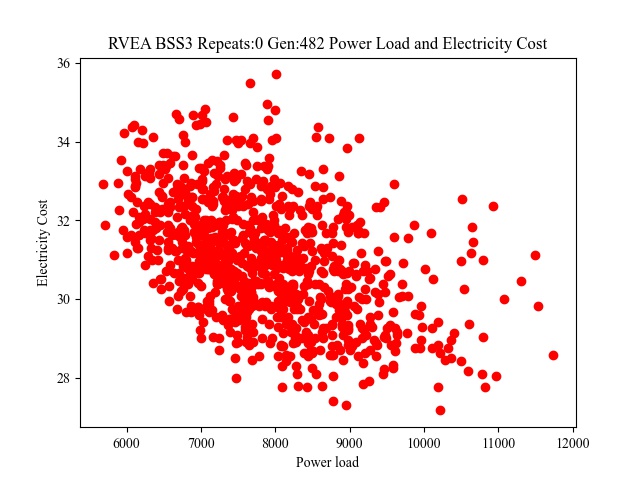 RVEA BSS3 Repeats:0 Gen:482 Power Load and Electricity Cost
36
34
32
30
28
Electricity Cost
6000 7000 8000 9000 10000 11000 12000
Power load